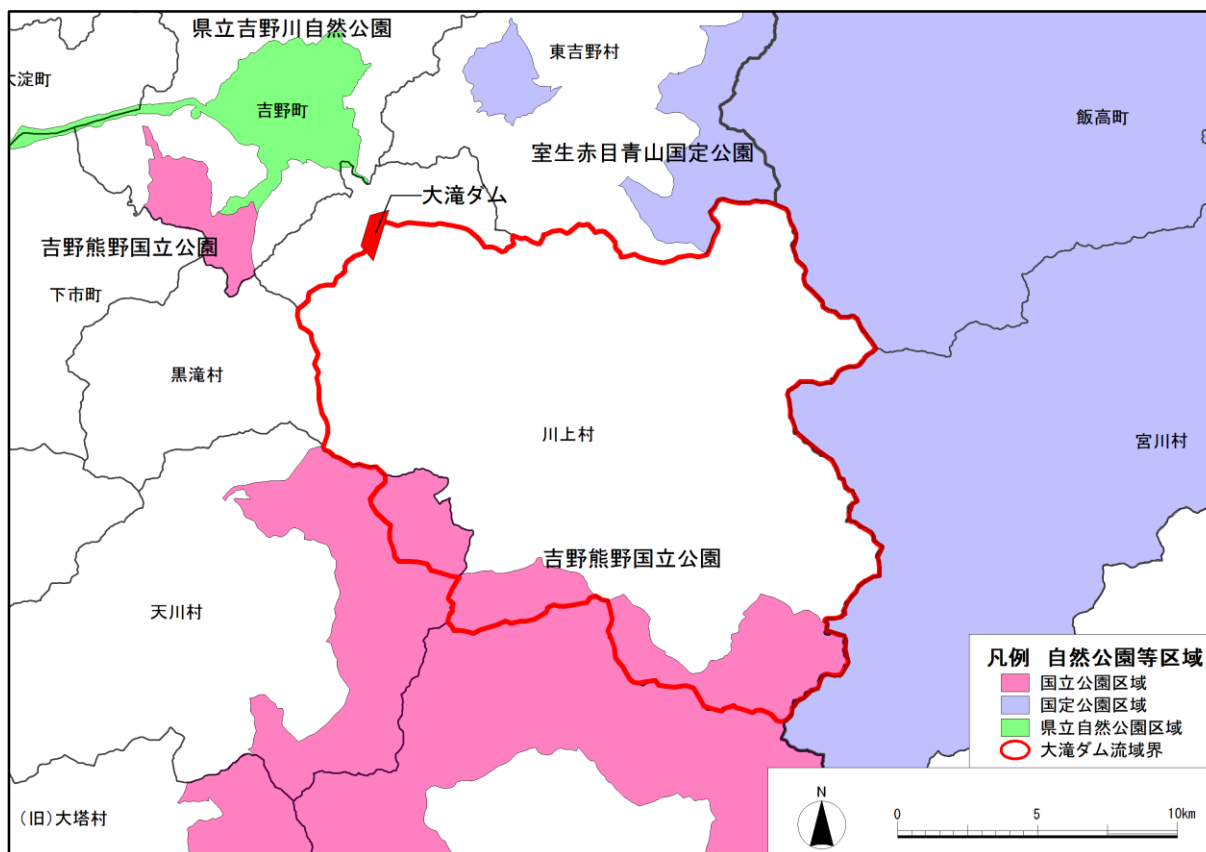 県立吉野川自然公園
東吉野村
淀町
吉野町
飯高町
室生赤目青山国定公園
大滝ダム
吉野熊野国立公園
下市町
黒滝村
川上村
宮川村
吉野熊野国立公園
天川村
凡例 自然公園等区域
国立公園区域
国定公園区域
県立自然公園区域
大滝ダム流域界
N
0 5 10km
(旧)大塔村